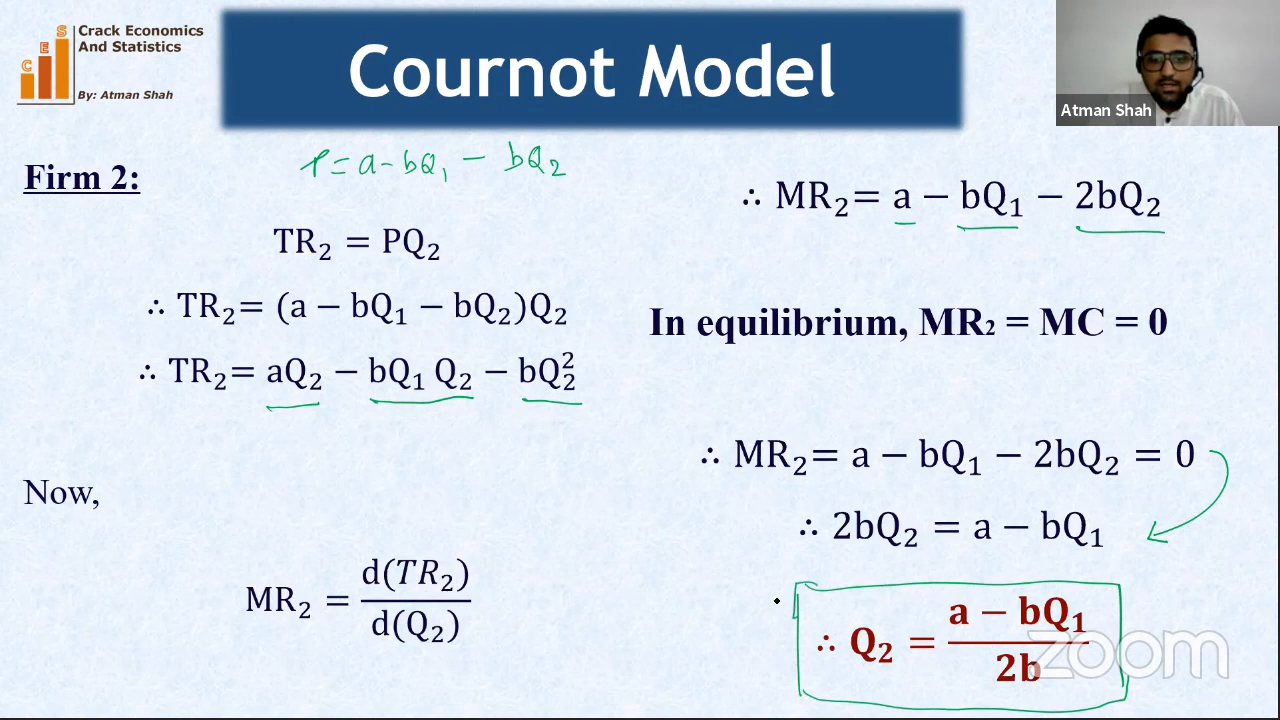 C E S
Crack Economics
And Statistics
By: Atman Shah
Cournot Model
Atman Shah
Firm 2:
P = a - bQ₁ - bQ₂
TR₂ = PQ₂
∴ TR₂= (a − bQ₁ − bQ₂)Q₂
∴ TR₂= aQ₂ − bQ₁ Q₂ − bQ₂²
Now,
MR₂ = d(TR₂)/d(Q₂)
∴ MR₂= a − bQ₁ − 2bQ₂
In equilibrium, MR₂ = MC = 0
∴ MR₂= a − bQ₁ − 2bQ₂ = 0
∴ 2bQ₂ = a − bQ₁
∴ Q₂ = a − bQ₁/2b
zoom